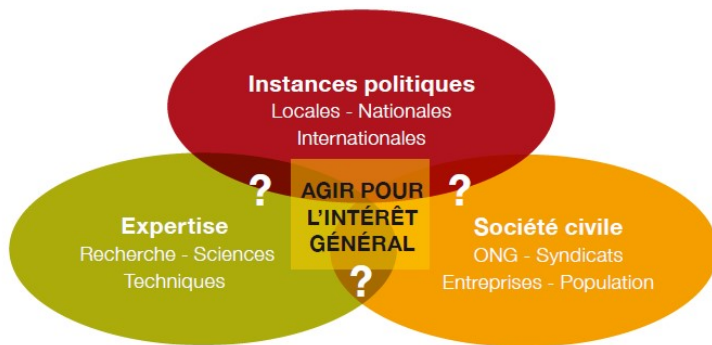 Instances politiques
Locales - Nationales
Internationales
? AGIR POUR ?
L'INTÉRÊT
GÉNÉRAL
Expertise
Recherche - Sciences
Techniques
Société civile
ONG - Syndicats
Entreprises - Population
?